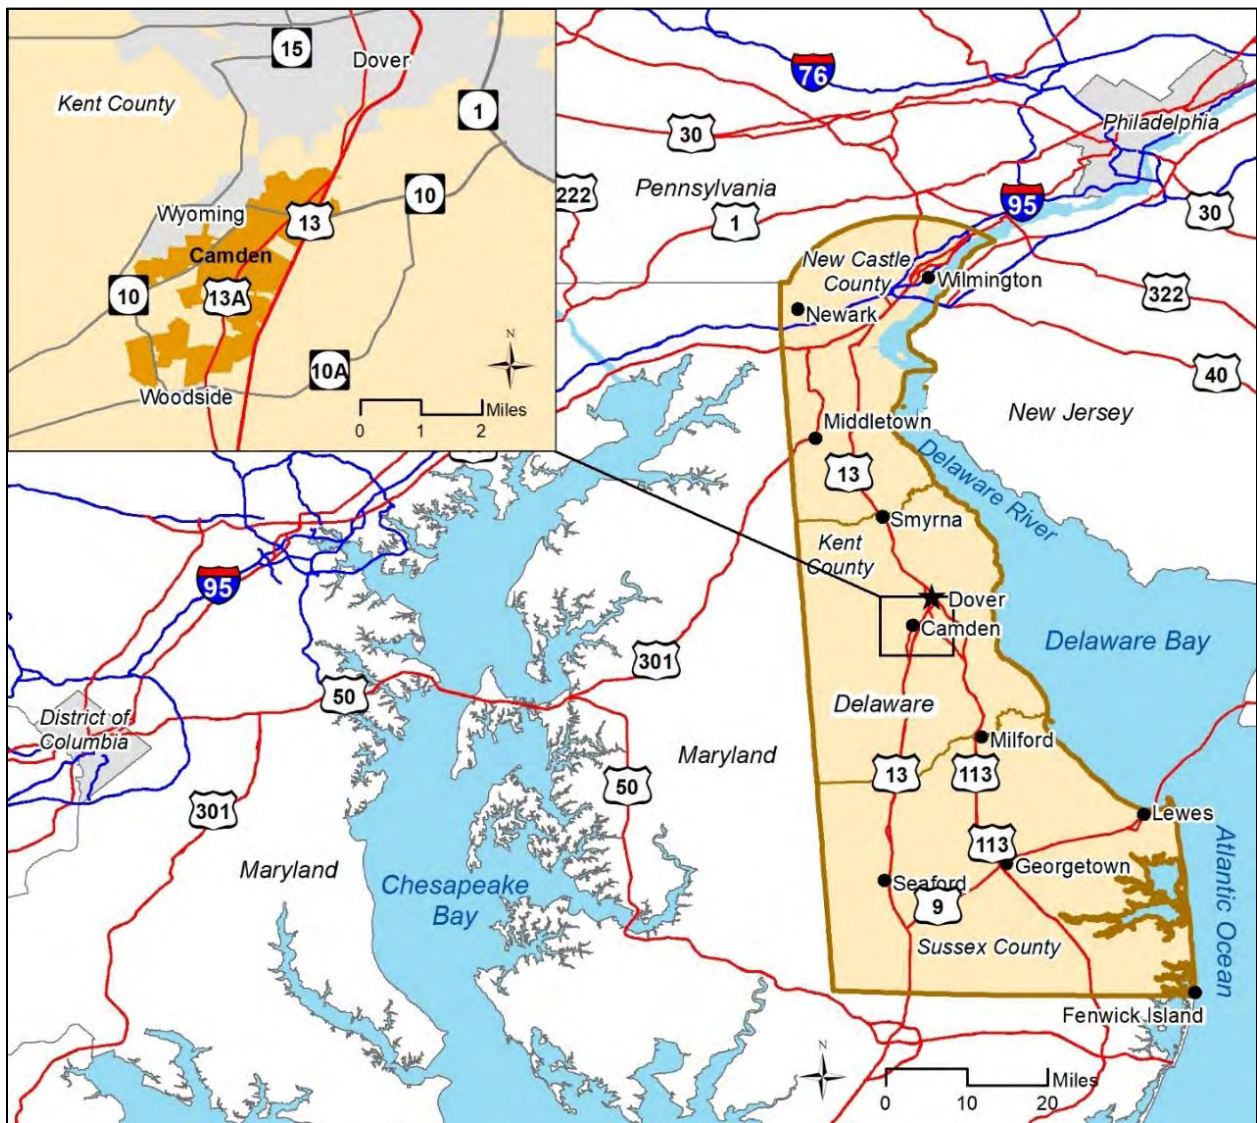 15
Dover
Kent County
1
10
Wyoming
13
Camden
10
13A
10A
Woodside
N
Miles
0 1 2
76
30
Philadelphia
222
Pennsylvania
1
95
30
New Castle
County
Wilmington
322
Newark
40
New Jersey
Middletown
13
Delaware River
Smyrna
Kent
County
95
Dover
Camden
Delaware Bay
301
50
District of
Columbia
Delaware
Maryland
Milford
13
113
50
301
Lewes
113
Georgetown
Maryland
Chesapeake
Bay
Seaford
9
Atlantic Ocean
Sussex County
Fenwick Island
N
Miles
0 10 20